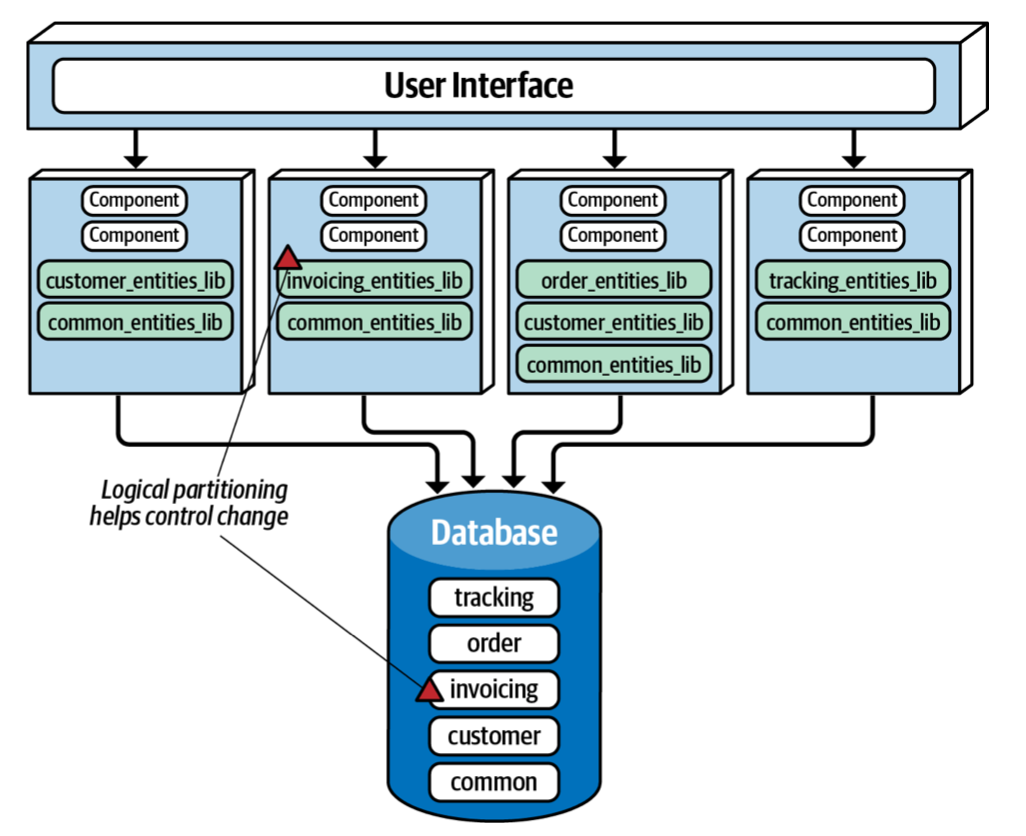 User Interface
Component
Component
customer_entities_lib
common_entities_lib
Component
Component
invoicing_entities_lib
common_entities_lib
Component
Component
order_entities_lib
customer_entities_lib
common_entities_lib
Component
Component
tracking_entities_lib
common_entities_lib
Logical partitioning
helps control change
Database
tracking
order
invoicing
customer
common